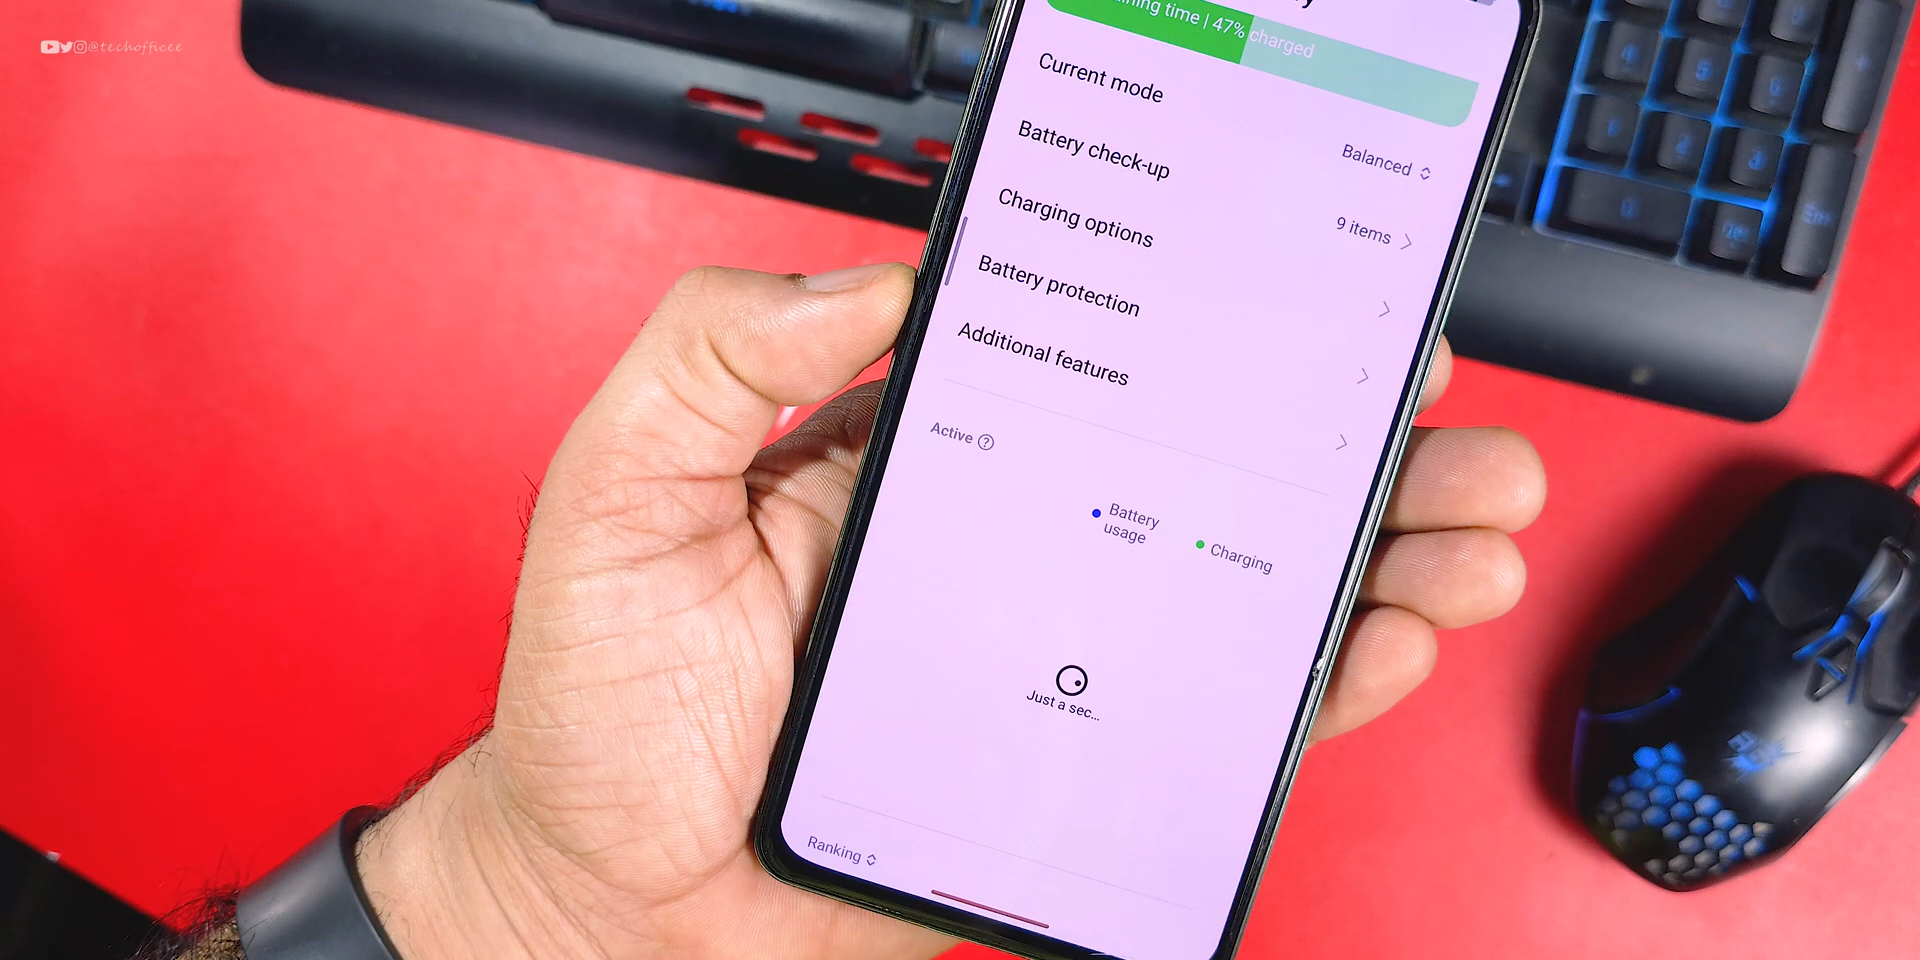 @techofficee
ning time | 47% charged
Current mode
Balanced
Battery check-up
9 items
Charging options
Battery protection
Additional features
Active
Battery
usage
Charging
Just a sec...
Ranking